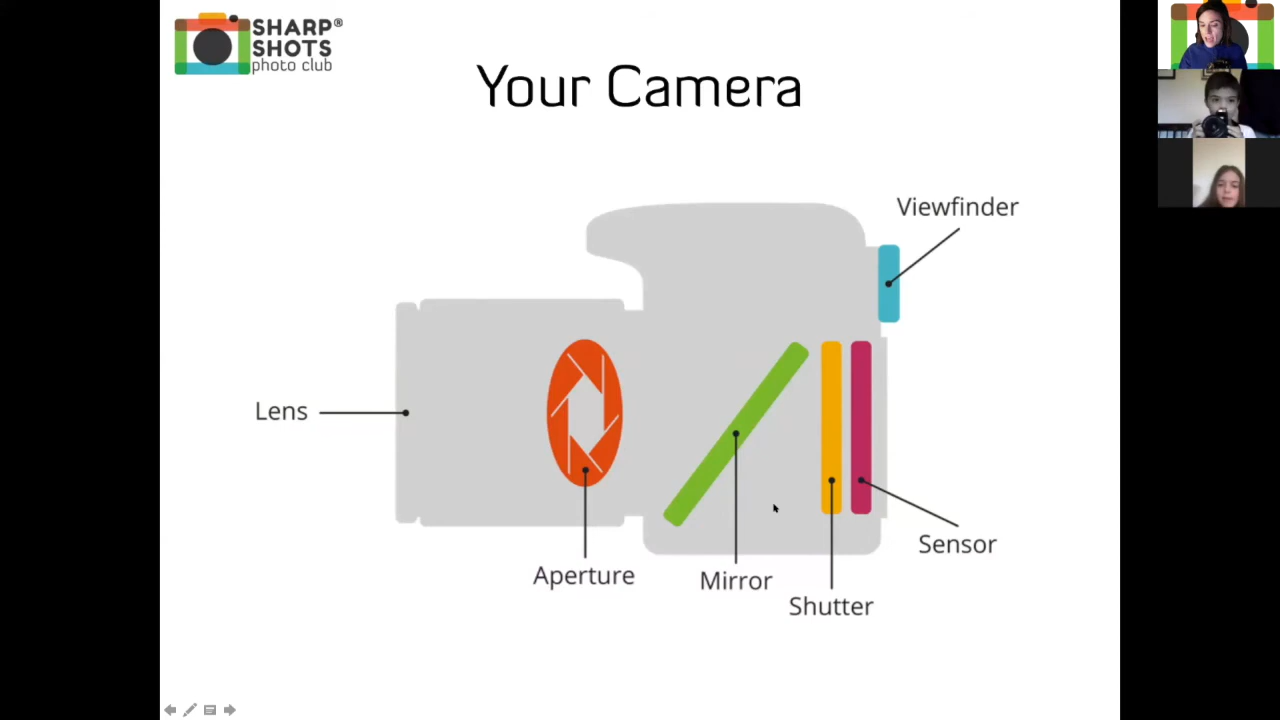 SHARP®
SHOTS
photo club
Your Camera
Viewfinder
Lens
Sensor
Aperture
Mirror
Shutter